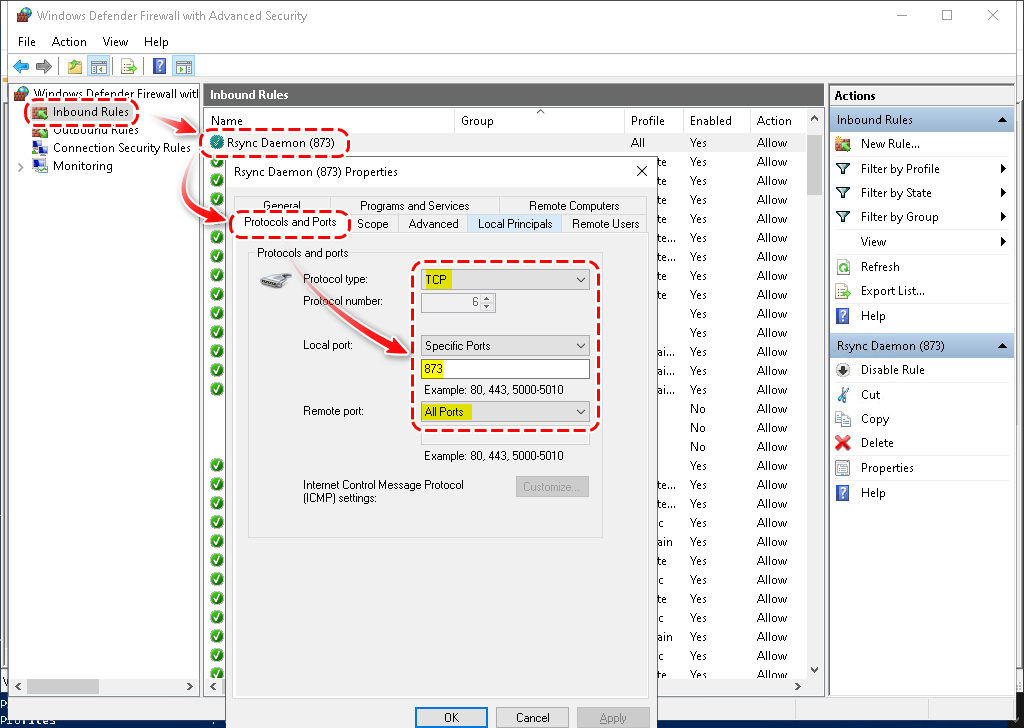 Windows Defender Firewall with Advanced Security
File Action View Help
Windows Defender Firewall wit
Inbound Rules
Outbound Rules
Connection Security Rules
Monitoring
Inbound Rules
Name Group Profile Enabled Action
Rsync Daemon (873) All Yes Allow
Yes Allow
te Yes Allow
Yes Allow
te Yes Allow
te... Yes Allow
te... Yes Allow
te Yes Allow
te... Yes Allow
Yes Allow
Yes Allow
ai... Yes Allow
te... Yes Allow
ai... Yes Allow
No Allow
No Allow
No Allow
Yes Allow
te... Yes Allow
te... Yes Allow
c Yes Allow
ain Yes Allow
te Yes Allow
c Yes Allow
te Yes Allow
c Yes Allow
ain Yes Allow
c Yes Allow
te... Yes Allow
Rsync Daemon (873) Properties
General Programs and Services Remote Computers
Protocols and Ports Scope Advanced Local Principals Remote Users
Protocols and ports
Protocol type: TCP
Protocol number: 6
Local port: Specific Ports
873
Example: 80, 443, 5000-5010
Remote port: All Ports
Example: 80, 443, 5000-5010
Internet Control Message Protocol
(ICMP) settings: Customize...
OK Cancel Apply
Actions
Inbound Rules
New Rule...
Filter by Profile
Filter by State
Filter by Group
View
Refresh
Export List...
Help
Rsync Daemon (873)
Disable Rule
Cut
Copy
Delete
Properties
Help
Profiles :